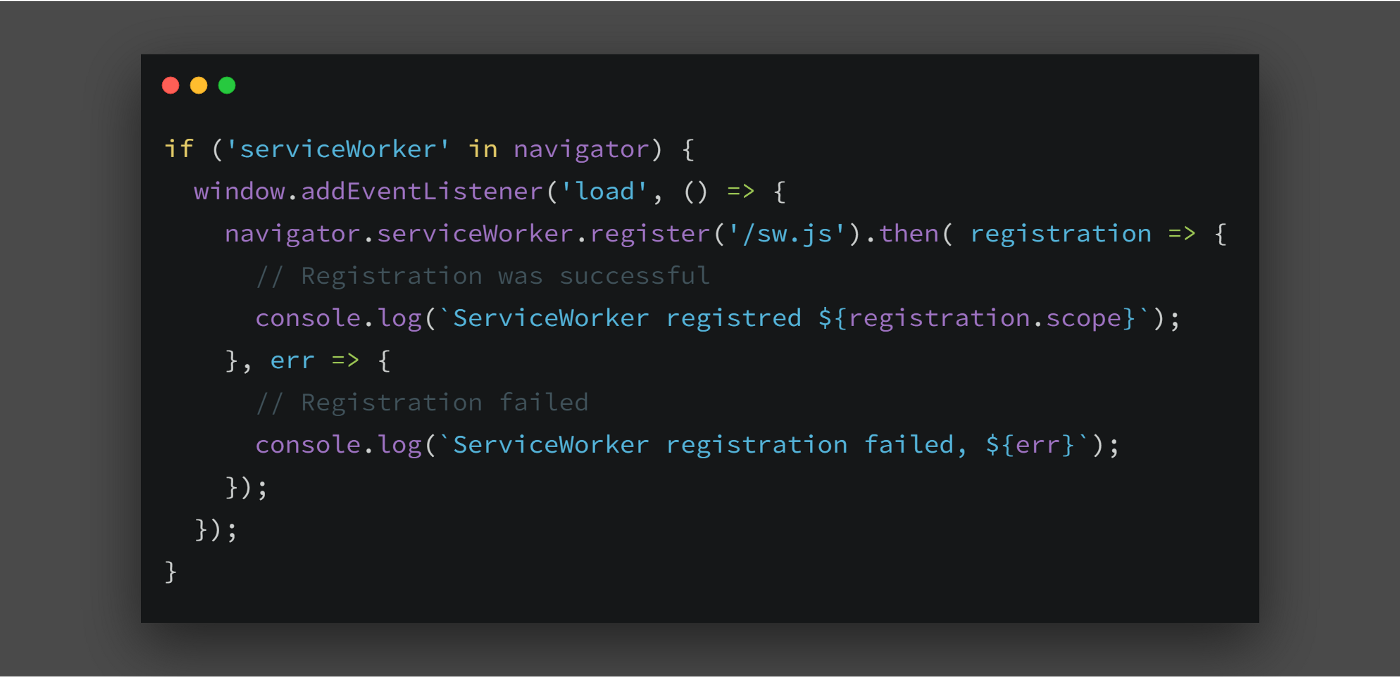 if ('serviceWorker' in navigator) {
  window.addEventListener('load', () => {
    navigator.serviceWorker.register('/sw.js').then( registration => {
      // Registration was successful
      console.log(`ServiceWorker registred ${registration.scope}`);
    }, err => {
      // Registration failed
      console.log(`ServiceWorker registration failed, ${err}`);
    });
  });
}